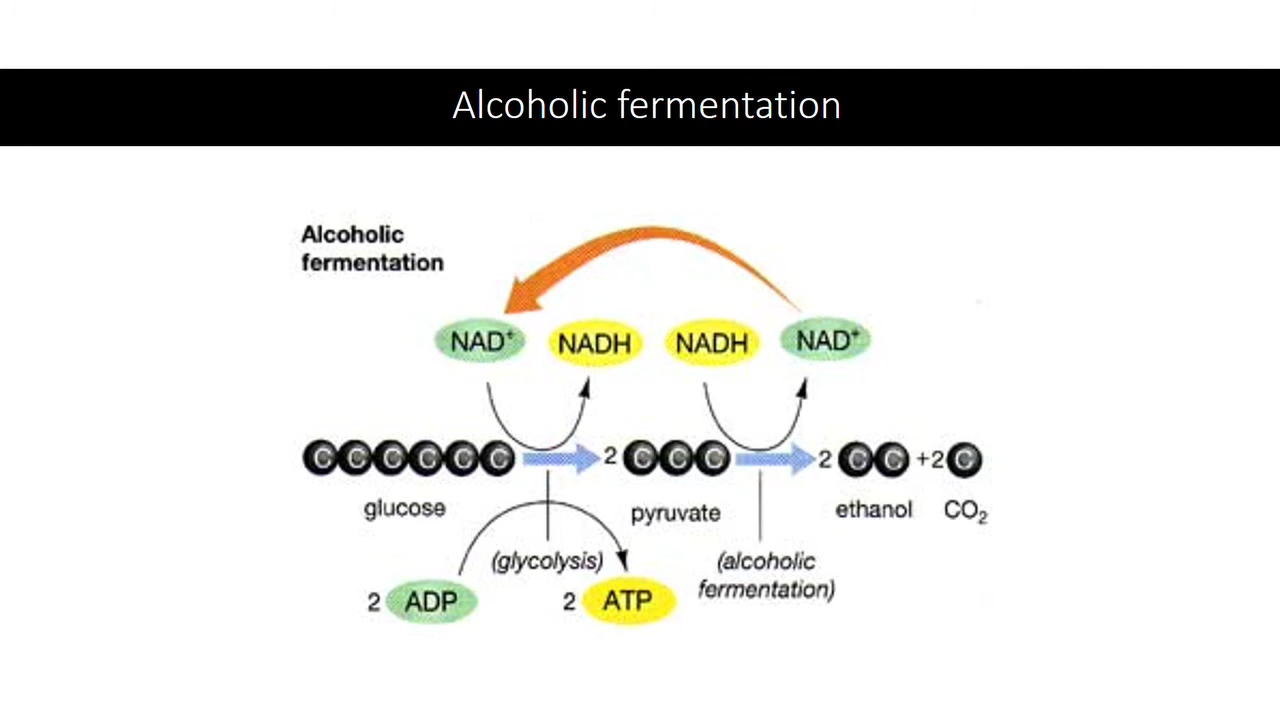 Alcoholic fermentation
Alcoholic
fermentation
NAD⁺ NADH NADH NAD⁺
C C C C C C 2 C C C 2 C C +2 C
glucose pyruvate ethanol CO₂
(glycolysis) (alcoholic
fermentation)
2 ADP 2 ATP